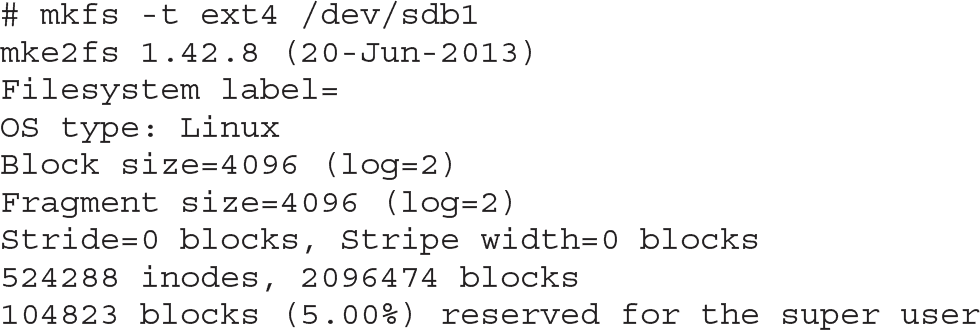 # mkfs -t ext4 /dev/sdb1
mke2fs 1.42.8 (20-Jun-2013)
Filesystem label=
OS type: Linux
Block size=4096 (log=2)
Fragment size=4096 (log=2)
Stride=0 blocks, Stripe width=0 blocks
524288 inodes, 2096474 blocks
104823 blocks (5.00%) reserved for the super user